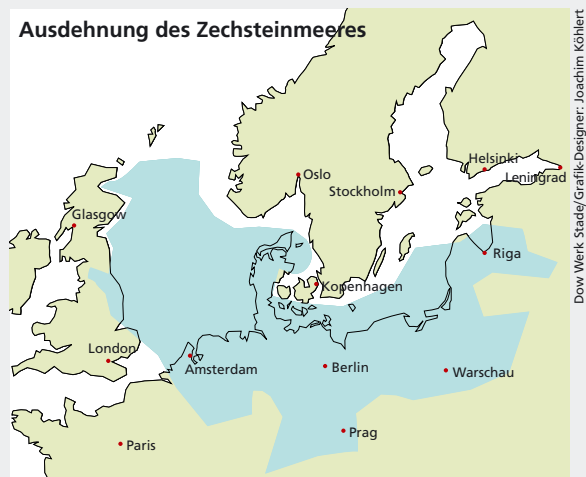 Ausdehnung des Zechsteinmeeres
Oslo
Helsinki
Leningrad
Stockholm
Glasgow
Riga
Kopenhagen
London
Amsterdam
Berlin
Warschau
Prag
Paris
Dow Werk Stade/Grafik-Designer: Joachim Köhlert